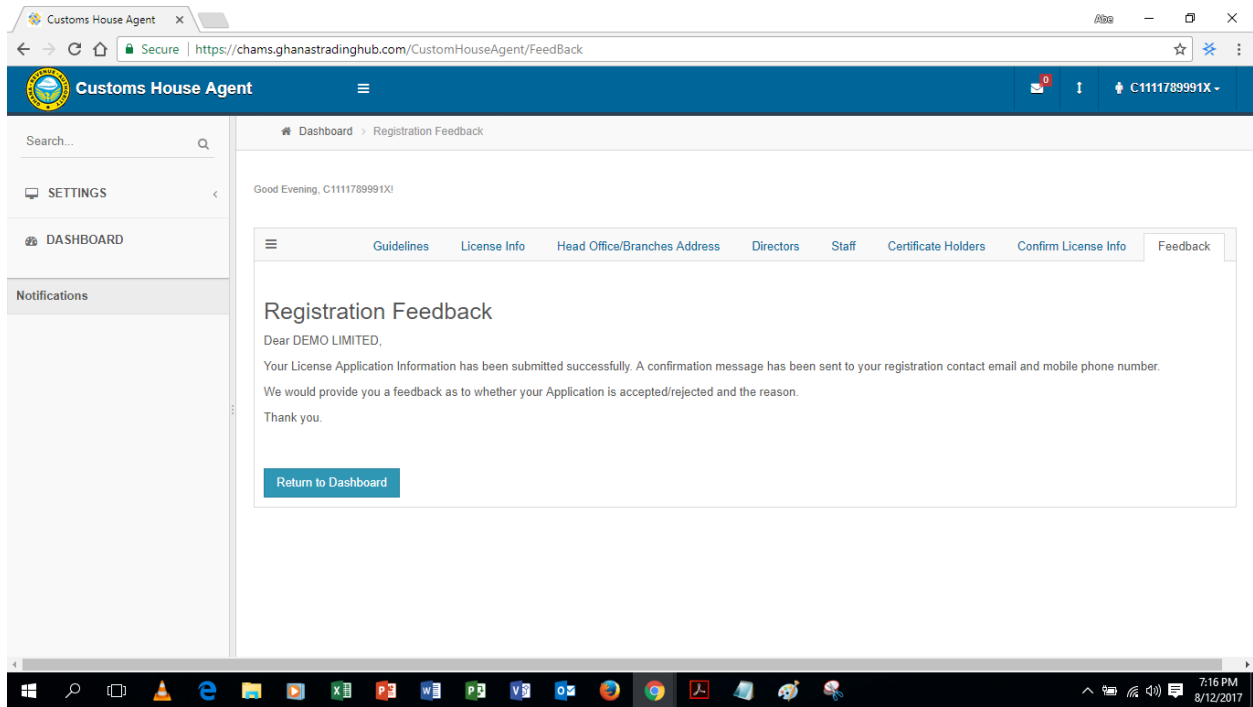 Customs House Agent
Aba
Secure | https://chams.ghanastradinghub.com/CustomHouseAgent/FeedBack
Customs House Agent
0
C1111789991X
Search...
Dashboard > Registration Feedback
SETTINGS
Good Evening, C1111789991X!
DASHBOARD
Guidelines License Info Head Office/Branches Address Directors Staff Certificate Holders Confirm License Info Feedback
Notifications
Registration Feedback
Dear DEMO LIMITED,
Your License Application Information has been submitted successfully. A confirmation message has been sent to your registration contact email and mobile phone number.
We would provide you a feedback as to whether your Application is accepted/rejected and the reason.
Thank you.
Return to Dashboard
7:16 PM
8/12/2017